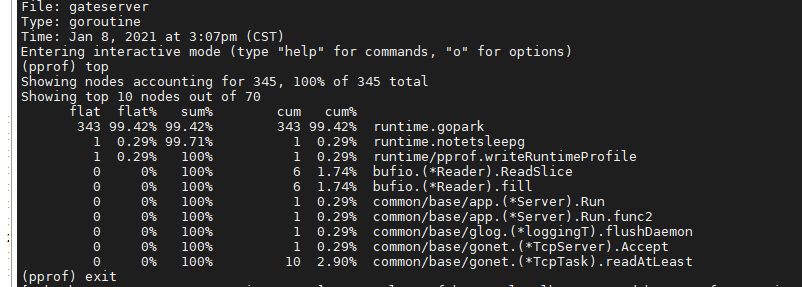 File: gateserver
Type: goroutine
Time: Jan 8, 2021 at 3:07pm (CST)
Entering interactive mode (type "help" for commands, "o" for options)
(pprof) top
Showing nodes accounting for 345, 100% of 345 total
Showing top 10 nodes out of 70
      flat  flat%   sum%        cum   cum%
       343 99.42% 99.42%        343 99.42%  runtime.gopark
         1  0.29% 99.71%          1  0.29%  runtime.notetsleepg
         1  0.29%   100%          1  0.29%  runtime/pprof.writeRuntimeProfile
         0     0%   100%          6  1.74%  bufio.(*Reader).ReadSlice
         0     0%   100%          6  1.74%  bufio.(*Reader).fill
         0     0%   100%          1  0.29%  common/base/app.(*Server).Run
         0     0%   100%          1  0.29%  common/base/app.(*Server).Run.func2
         0     0%   100%          1  0.29%  common/base/glog.(*loggingT).flushDaemon
         0     0%   100%          1  0.29%  common/base/gonet.(*TcpServer).Accept
         0     0%   100%         10  2.90%  common/base/gonet.(*TcpTask).readAtLeast
(pprof) exit